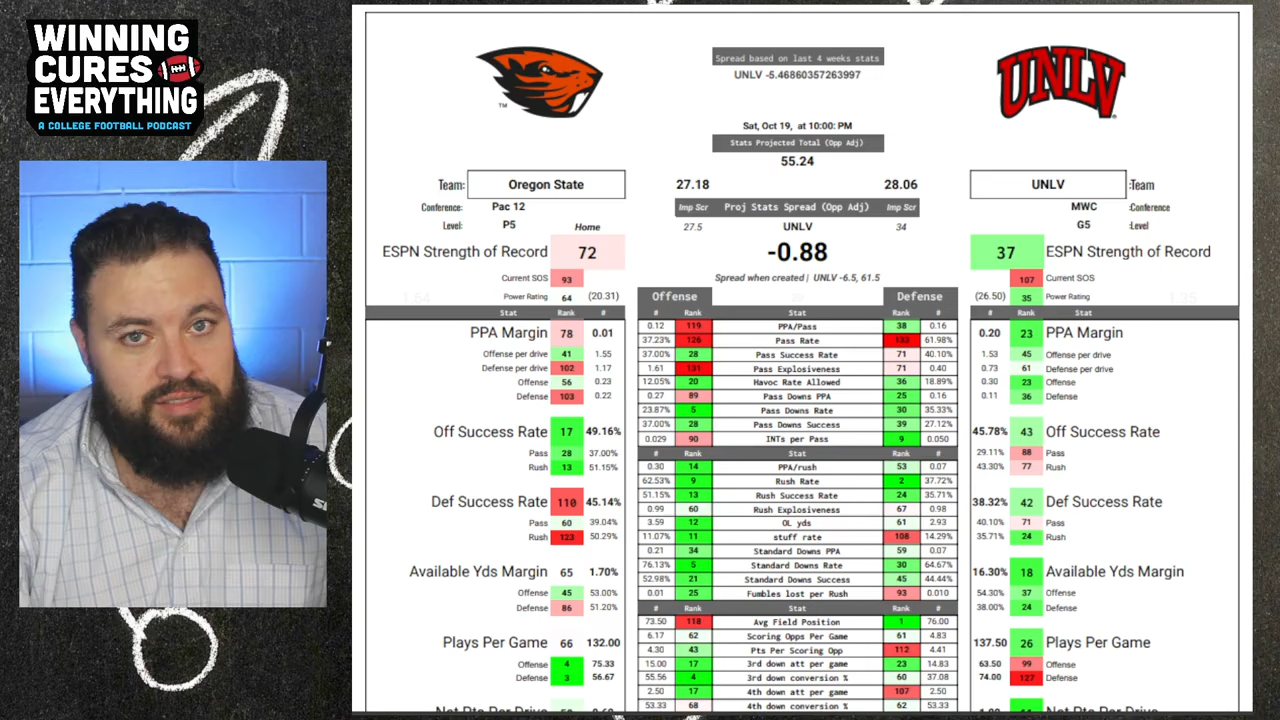 WINNING
CURES
EVERYTHING
A COLLEGE FOOTBALL PODCAST
TM
UNLV
Spread based on last 4 weeks stats
UNLV -5.46860357263997
Sat, Oct 19, at 10:00: PM
Stats Projected Total (Opp Adj)
55.24
Team: Oregon State 27.18 28.06 UNLV :Team
Conference: Pac 12 Imp Scr Proj Stats Spread (Opp Adj) Imp Scr MWC :Conference
Level: P5 Home 27.5 UNLV 34 G5 :Level
ESPN Strength of Record 72 -0.88 37 ESPN Strength of Record
Current SOS 93 Spread when created | UNLV -6.5, 61.5 107 Current SOS
Power Rating 64 (20.31) Offense Defense (26.50) 35 Power Rating
Stat Rank # # Rank Stat Rank # # Rank Stat
PPA Margin 78 0.01 0.20 23 PPA Margin
Offense per drive 41 1.55 1.53 45 Offense per drive
Defense per drive 102 1.17 0.73 61 Defense per drive
Offense 56 0.23 0.30 23 Offense
Defense 103 0.22 0.11 36 Defense
Off Success Rate 17 49.16% 45.78% 43 Off Success Rate
Pass 28 37.00% 29.11% 88 Pass
Rush 13 51.15% 43.30% 77 Rush
Def Success Rate 110 45.14% 38.32% 42 Def Success Rate
Pass 60 39.04% 40.10% 71 Pass
Rush 123 50.29% 35.71% 24 Rush
Available Yds Margin 65 1.70% 16.30% 18 Available Yds Margin
Offense 45 53.00% 54.30% 37 Offense
Defense 86 51.20% 38.00% 24 Defense
Plays Per Game 66 132.00 137.50 26 Plays Per Game
Offense 4 75.33 63.50 99 Offense
Defense 3 56.67 74.00 127 Defense
0.12 119 PPA/Pass 38 0.16
37.23% 126 Pass Rate 133 61.98%
37.00% 28 Pass Success Rate 71 40.10%
1.61 131 Pass Explosiveness 71 0.40
12.05% 20 Havoc Rate Allowed 36 18.89%
0.27 89 Pass Downs PPA 25 0.16
23.87% 5 Pass Downs Rate 30 35.33%
37.00% 28 Pass Downs Success 39 27.12%
0.029 90 INTs per Pass 9 0.050
# Rank Stat Rank #
0.30 14 PPA/rush 53 0.07
62.53% 9 Rush Rate 2 37.72%
51.15% 13 Rush Success Rate 24 35.71%
0.99 60 Rush Explosiveness 67 0.98
3.59 12 OL yds 61 2.93
11.07% 11 stuff rate 108 14.29%
0.21 34 Standard Downs PPA 59 0.07
76.13% 5 Standard Downs Rate 30 64.67%
52.98% 21 Standard Downs Success 45 44.44%
0.01 25 Fumbles lost per Rush 93 0.010
# Rank Stat Rank #
73.50 118 Avg Field Position 1 76.00
6.17 62 Scoring Opps Per Game 61 4.83
4.30 43 Pts Per Scoring Opp 112 4.41
15.00 17 3rd down att per game 23 14.83
55.56 4 3rd down conversion % 60 37.08
2.50 17 4th down att per game 107 2.50
53.33 68 4th down conversion % 62 53.33